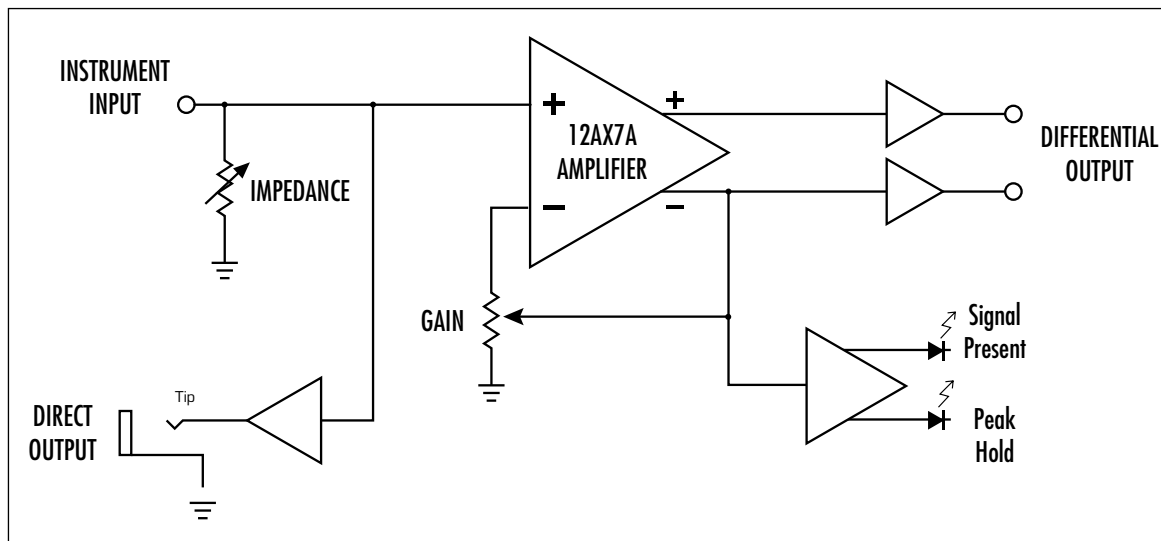 INSTRUMENT
INPUT
IMPEDANCE
+
12AX7A
AMPLIFIER
−
+
−
DIFFERENTIAL
OUTPUT
GAIN
Signal
Present
Peak
Hold
Tip
DIRECT
OUTPUT